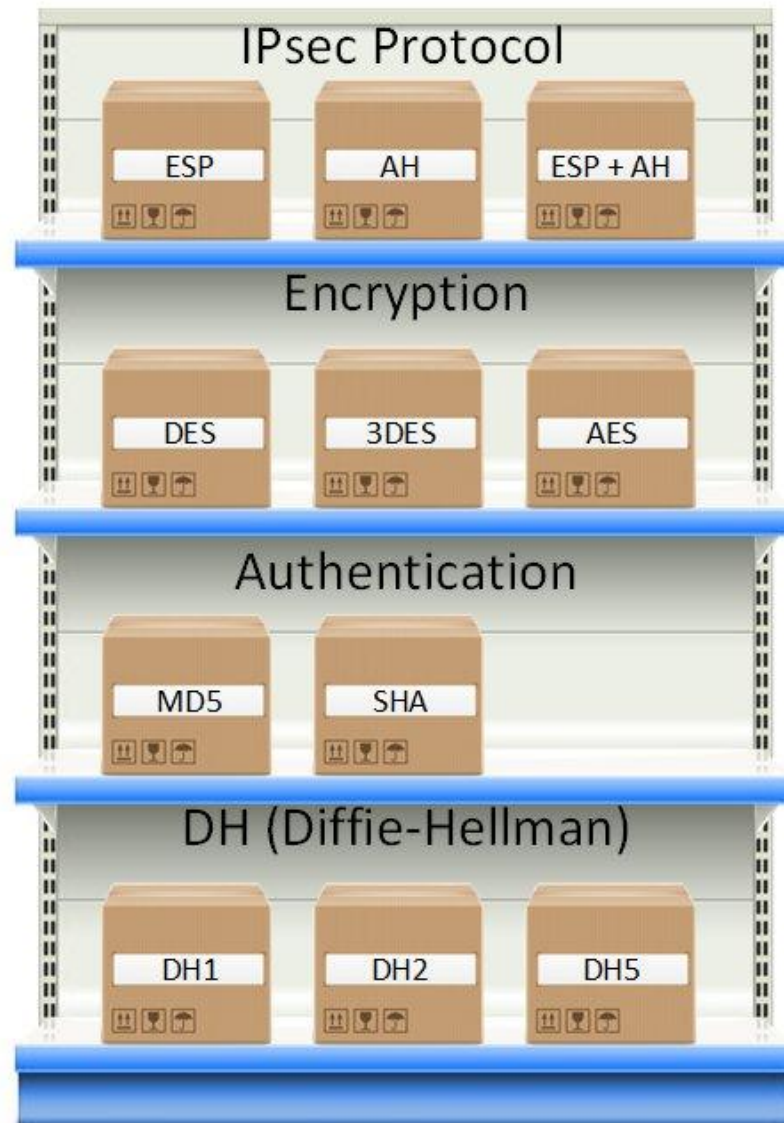 IPsec Protocol
ESP AH ESP + AH
Encryption
DES 3DES AES
Authentication
MD5 SHA
DH (Diffie-Hellman)
DH1 DH2 DH5